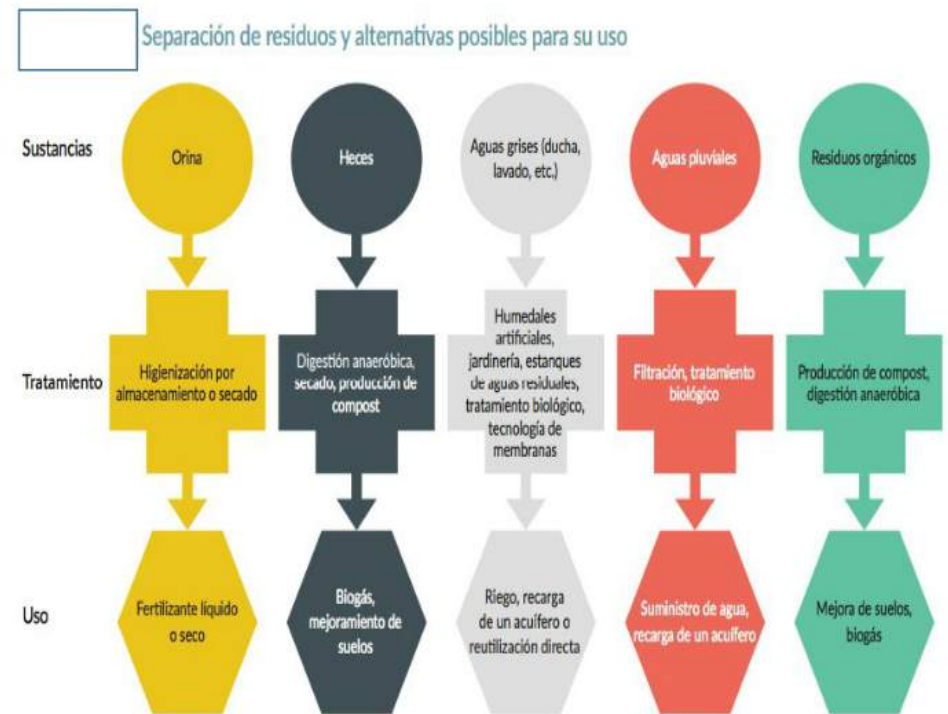 Separación de residuos y alternativas posibles para su uso
Sustancias
Orina
Heces
Aguas grises (ducha,
lavado, etc.)
Aguas pluviales
Residuos orgánicos
Tratamiento
Higienización por
almacenamiento o secado
Digestión anaeróbica,
secado, producción de
compost
Humedales
artificiales,
jardinería, estanques
de aguas residuales,
tratamiento biológico,
tecnología de
membranas
Filtración, tratamiento
biológico
Producción de compost,
digestión anaeróbica
Uso
Fertilizante líquido
o seco
Biogás,
mejoramiento de
suelos
Riego, recarga
de un acuífero o
reutilización directa
Suministro de agua,
recarga de un acuífero
Mejora de suelos,
biogás